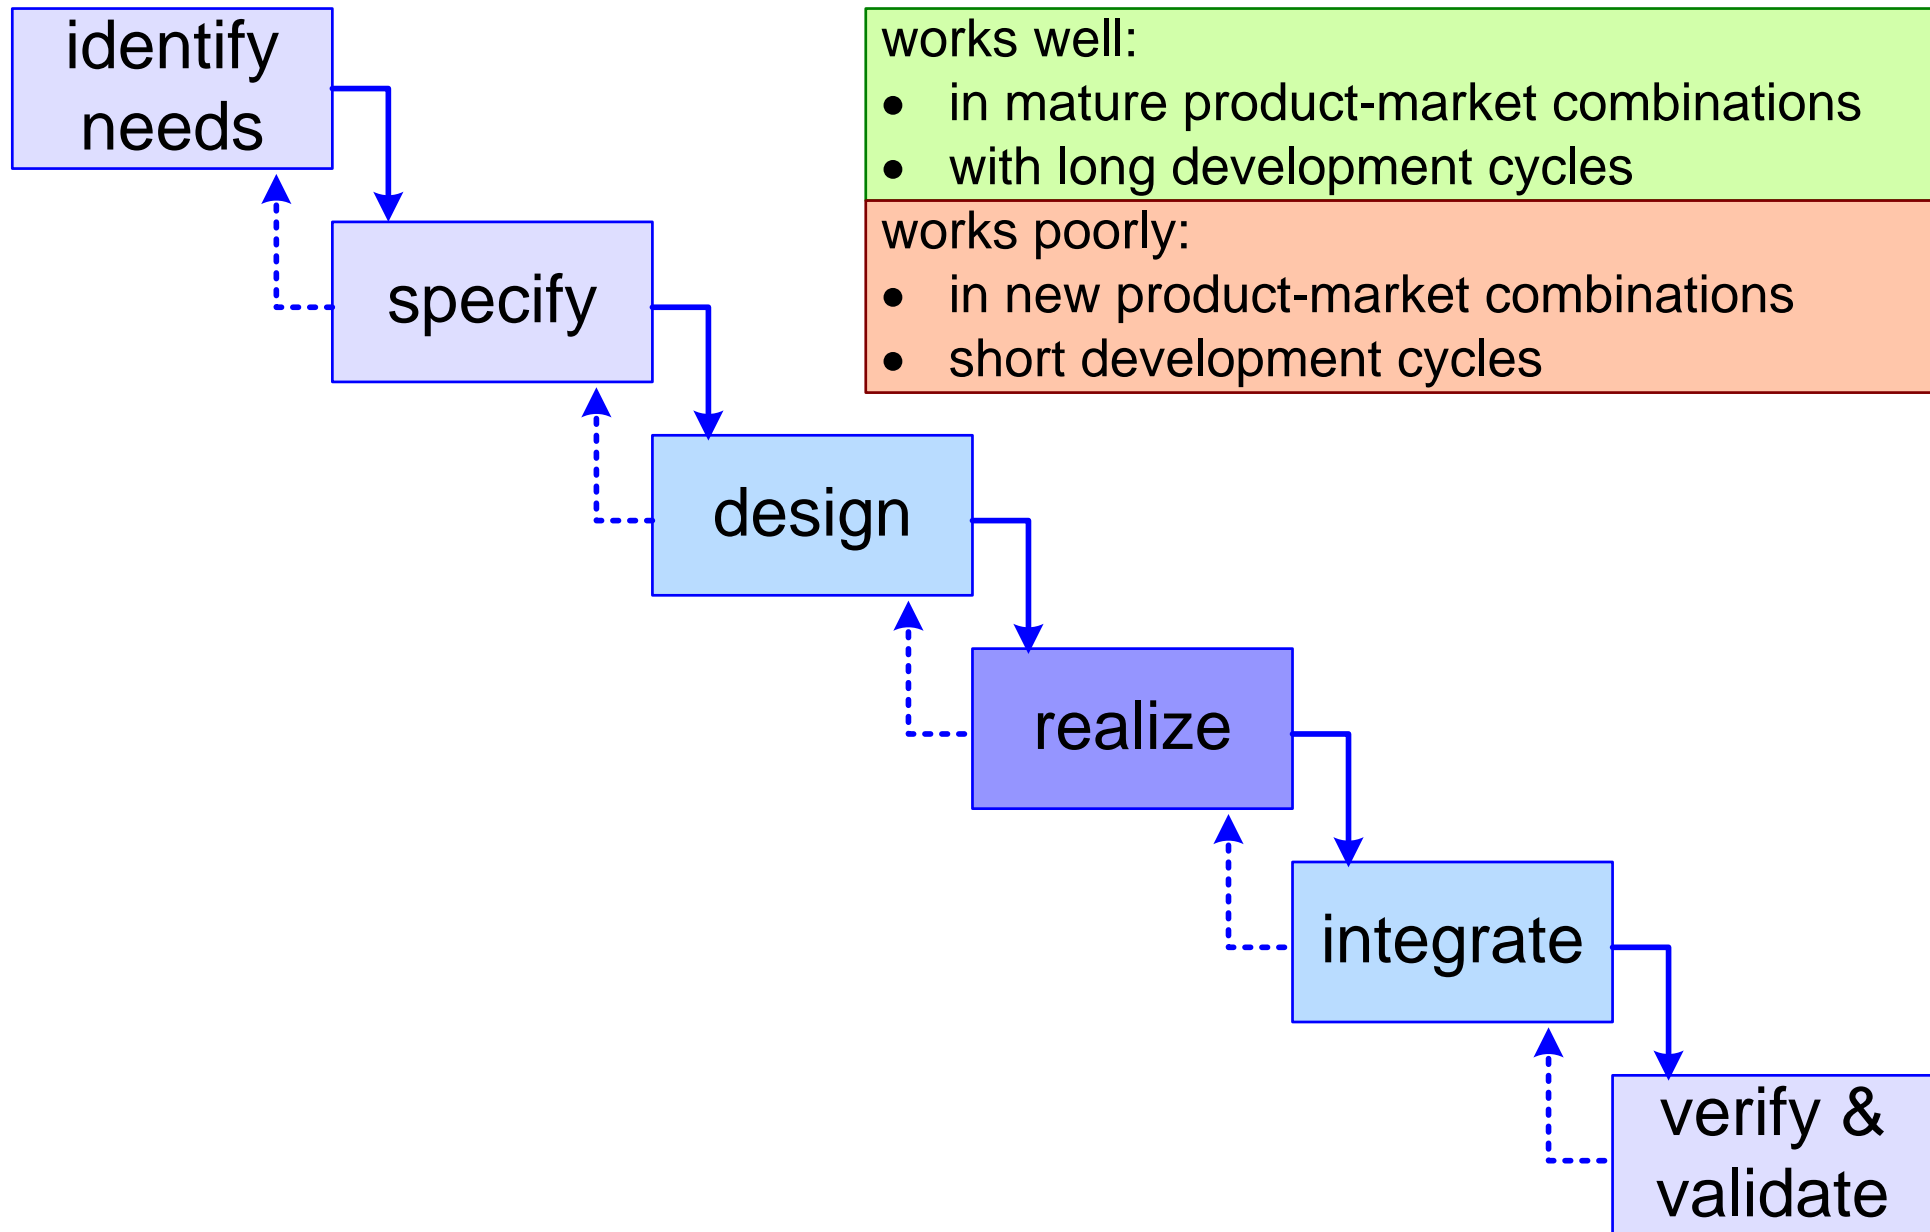 identify
needs
works well:
• in mature product-market combinations
• with long development cycles
works poorly:
• in new product-market combinations
• short development cycles
specify
design
realize
integrate
verify &
validate